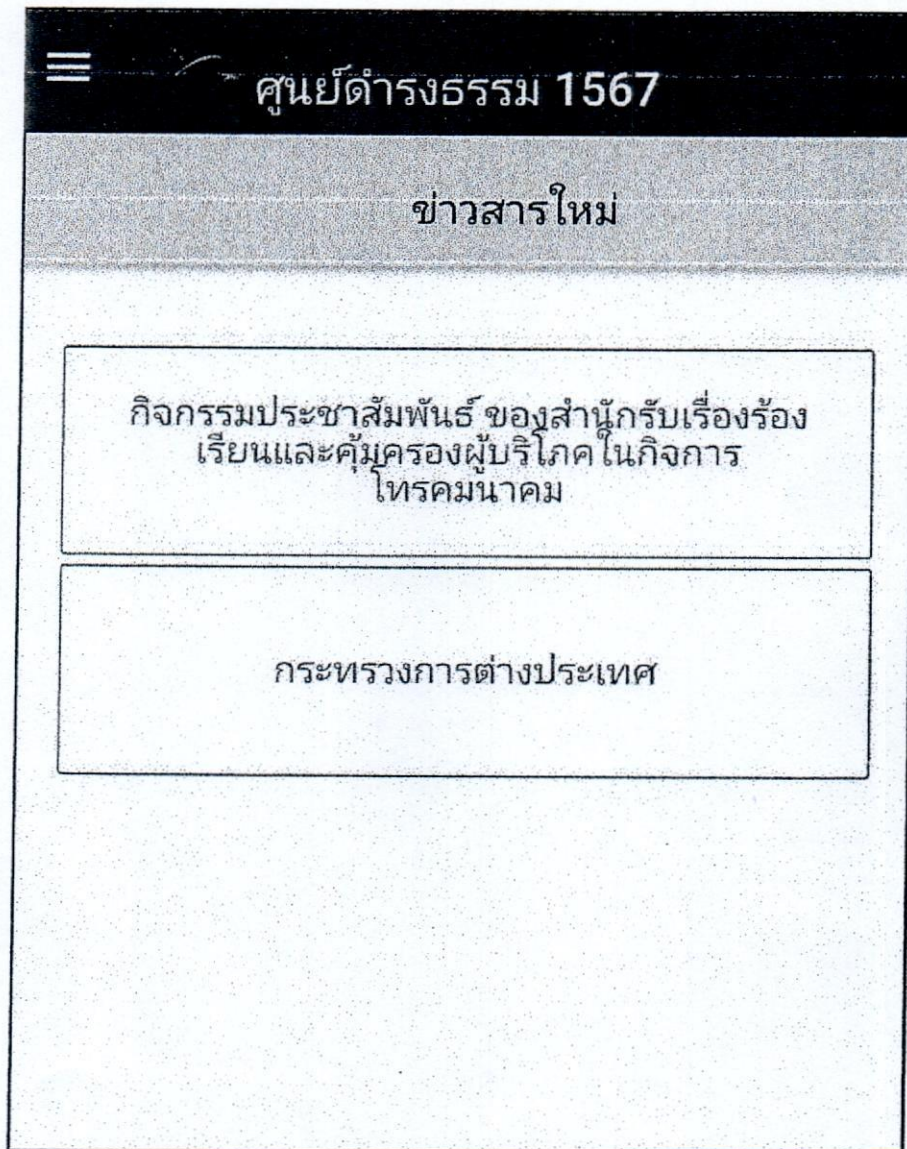 ศูนย์ดำรงธรรม 1567
ข่าวสารใหม่
กิจกรรมประชาสัมพันธ์ ของสำนักรับเรื่องร้อง
เรียนและคุ้มครองผู้บริโภคในกิจการ
โทรคมนาคม
กระทรวงการต่างประเทศ